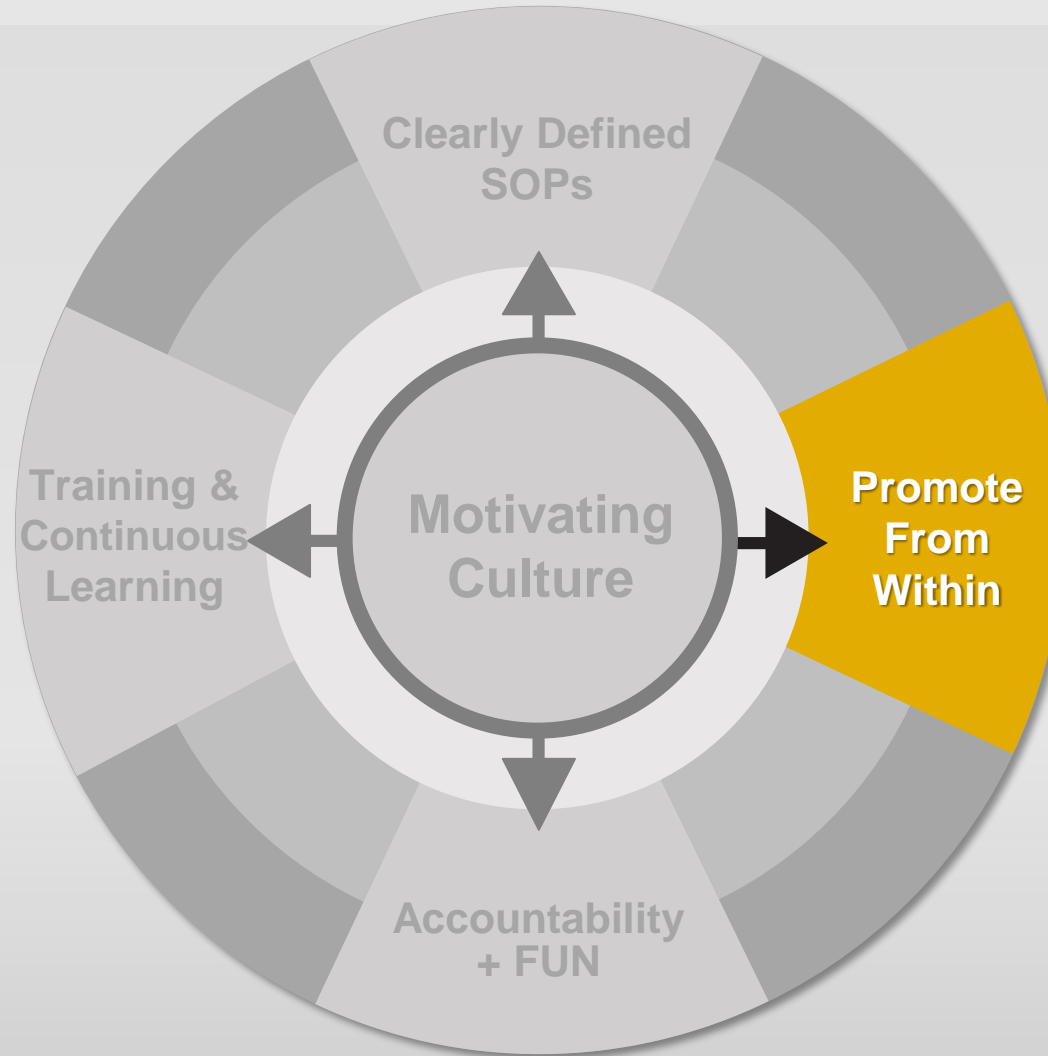 Clearly Defined
SOPs
Training &
Continuous
Learning
Motivating
Culture
Promote
From
Within
Accountability
+ FUN